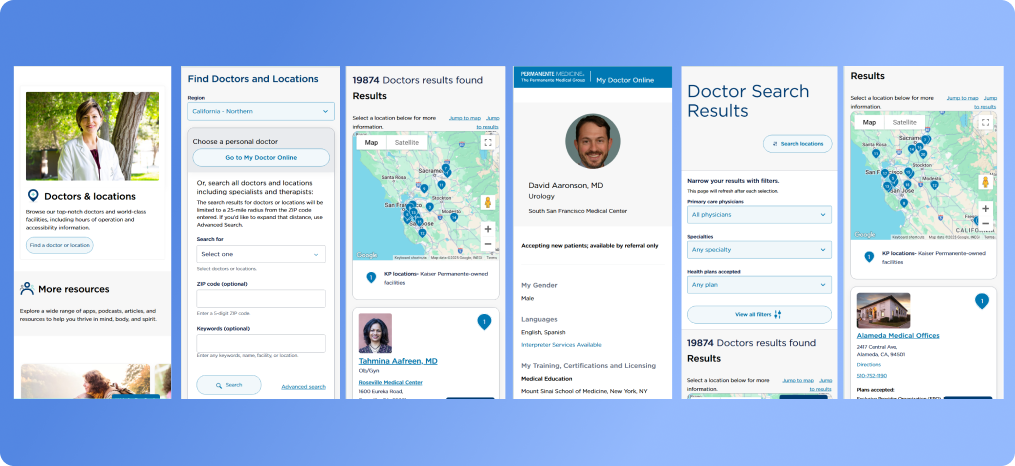 Doctors & locations
Browse our top-notch doctors and world-class
facilities, including hours of operation and
accessibility information.
Find a doctor or location
More resources
Explore a wide range of apps, podcasts, articles, and
resources to help you thrive in mind, body, and spirit.
Find Doctors and Locations
Region
California - Northern
Choose a personal doctor
Go to My Doctor Online
Or, search all doctors and locations
including specialists and therapists:
The search results for doctors or locations will be
limited to a 25-mile radius from the ZIP code
entered. If you'd like to expand that distance, use
Advanced Search.
Search for
Select one
Select doctors or locations.
ZIP code (optional)
Enter a 5-digit ZIP code.
Keywords (optional)
Enter any keywords, name, facility, or location.
Search
Advanced search
19874 Doctors results found
Results
Select a location below for more
information.
Jump to map
Jump
to results
Map
Satellite
Santa Rosa
Sacramento
San Francisco
Stockton
Modesto
San Jose
Google
Keyboard shortcuts
Map data ©2025 Google, INEGI
Terms
1
KP locations- Kaiser Permanente-owned
facilities
1
Tahmina Aafreen, MD
Ob/Gyn
Roseville Medical Center
1600 Eureka Road,
PERMANENTE MEDICINE®
The Permanente Medical Group
My Doctor Online
David Aaronson, MD
Urology
South San Francisco Medical Center
Accepting new patients; available by referral only
My Gender
Male
Languages
English, Spanish
Interpreter Services Available
My Training, Certifications and Licensing
Medical Education
Mount Sinai School of Medicine, New York, NY
Doctor Search
Results
Search locations
Narrow your results with filters.
This page will refresh after each selection.
Primary care physicians
All physicians
Specialties
Any specialty
Health plans accepted
Any plan
View all filters
19874 Doctors results found
Results
Select a location below for more
information.
Jump to map
Jump
to results
Results
Select a location below for more
information.
Jump to map
Jump
to results
Map
Satellite
Santa Rosa
San Jose
Modesto
CALIF
Google
Keyboard shortcuts
Map data ©2025 Google, INEGI
Terms
1
KP locations- Kaiser Permanente-owned
facilities
1
Alameda Medical Offices
2417 Central Ave,
Alameda, CA, 94501
Directions
510-752-1190
Plans accepted: